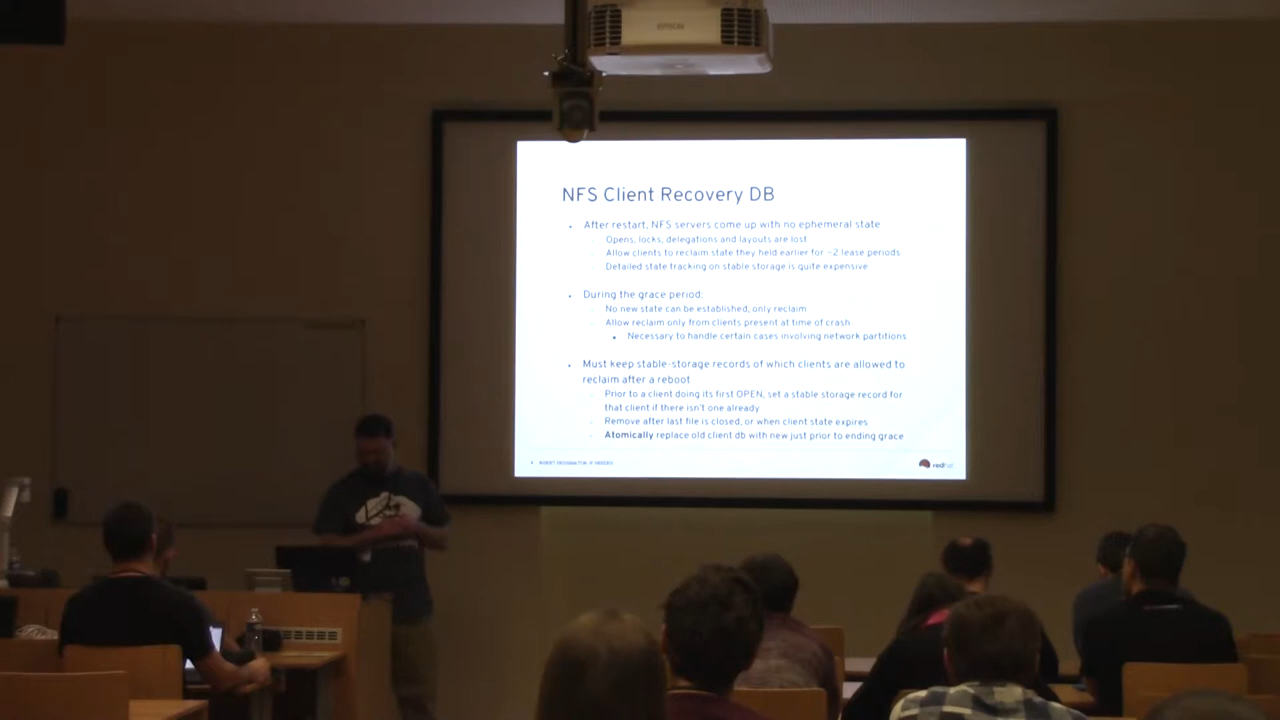 EPSON
NFS Client Recovery DB
After restart, NFS servers come up with no ephemeral state
Opens, locks, delegations and layouts are lost
Allow clients to reclaim state they held earlier for ~2 lease periods
Detailed state tracking on stable storage is quite expensive
During the grace period:
No new state can be established, only reclaim
Allow reclaim only from clients present at time of crash
Necessary to handle certain cases involving network partitions
Must keep stable-storage records of which clients are allowed to
reclaim after a reboot
Prior to a client doing its first OPEN, set a stable storage record for
that client if there isn't one already
Remove after last file is closed, or when client state expires
Atomically replace old client db with new just prior to ending grace
INSERT DESIGNATOR, IF NEEDED
redhat